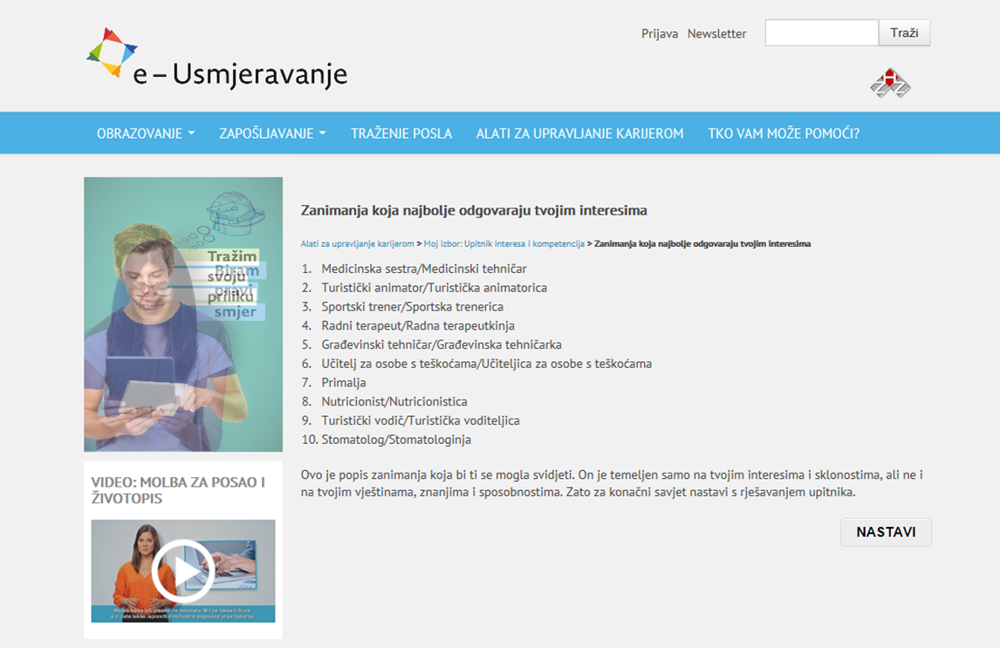 Prijava Newsletter Traži
e – Usmjeravanje
OBRAZOVANJE ZAPOŠLJAVANJE TRAŽENJE POSLA ALATI ZA UPRAVLJANJE KARIJEROM TKO VAM MOŽE POMOĆI?
Tražim
Biram
svoju
pravi
priliku
smjer
Zanimanja koja najbolje odgovaraju tvojim interesima
Alati za upravljanje karijerom > Moj izbor: Upitnik interesa i kompetencija > Zanimanja koja najbolje odgovaraju tvojim interesima
1. Medicinska sestra/Medicinski tehničar
2. Turistički animator/Turistička animatorica
3. Sportski trener/Sportska trenerica
4. Radni terapeut/Radna terapeutkinja
5. Građevinski tehničar/Građevinska tehničarka
6. Učitelj za osobe s teškoćama/Učiteljica za osobe s teškoćama
7. Primalja
8. Nutricionist/Nutricionistica
9. Turistički vodič/Turistička voditeljica
10. Stomatolog/Stomatologinja
Ovo je popis zanimanja koja bi ti se mogla svidjeti. On je temeljen samo na tvojim interesima i sklonostima, ali ne i
na tvojim vještinama, znanjima i sposobnostima. Zato za konačni savjet nastavi s rješavanjem upitnika.
NASTAVI
VIDEO: MOLBA ZA POSAO I
ŽIVOTOPIS